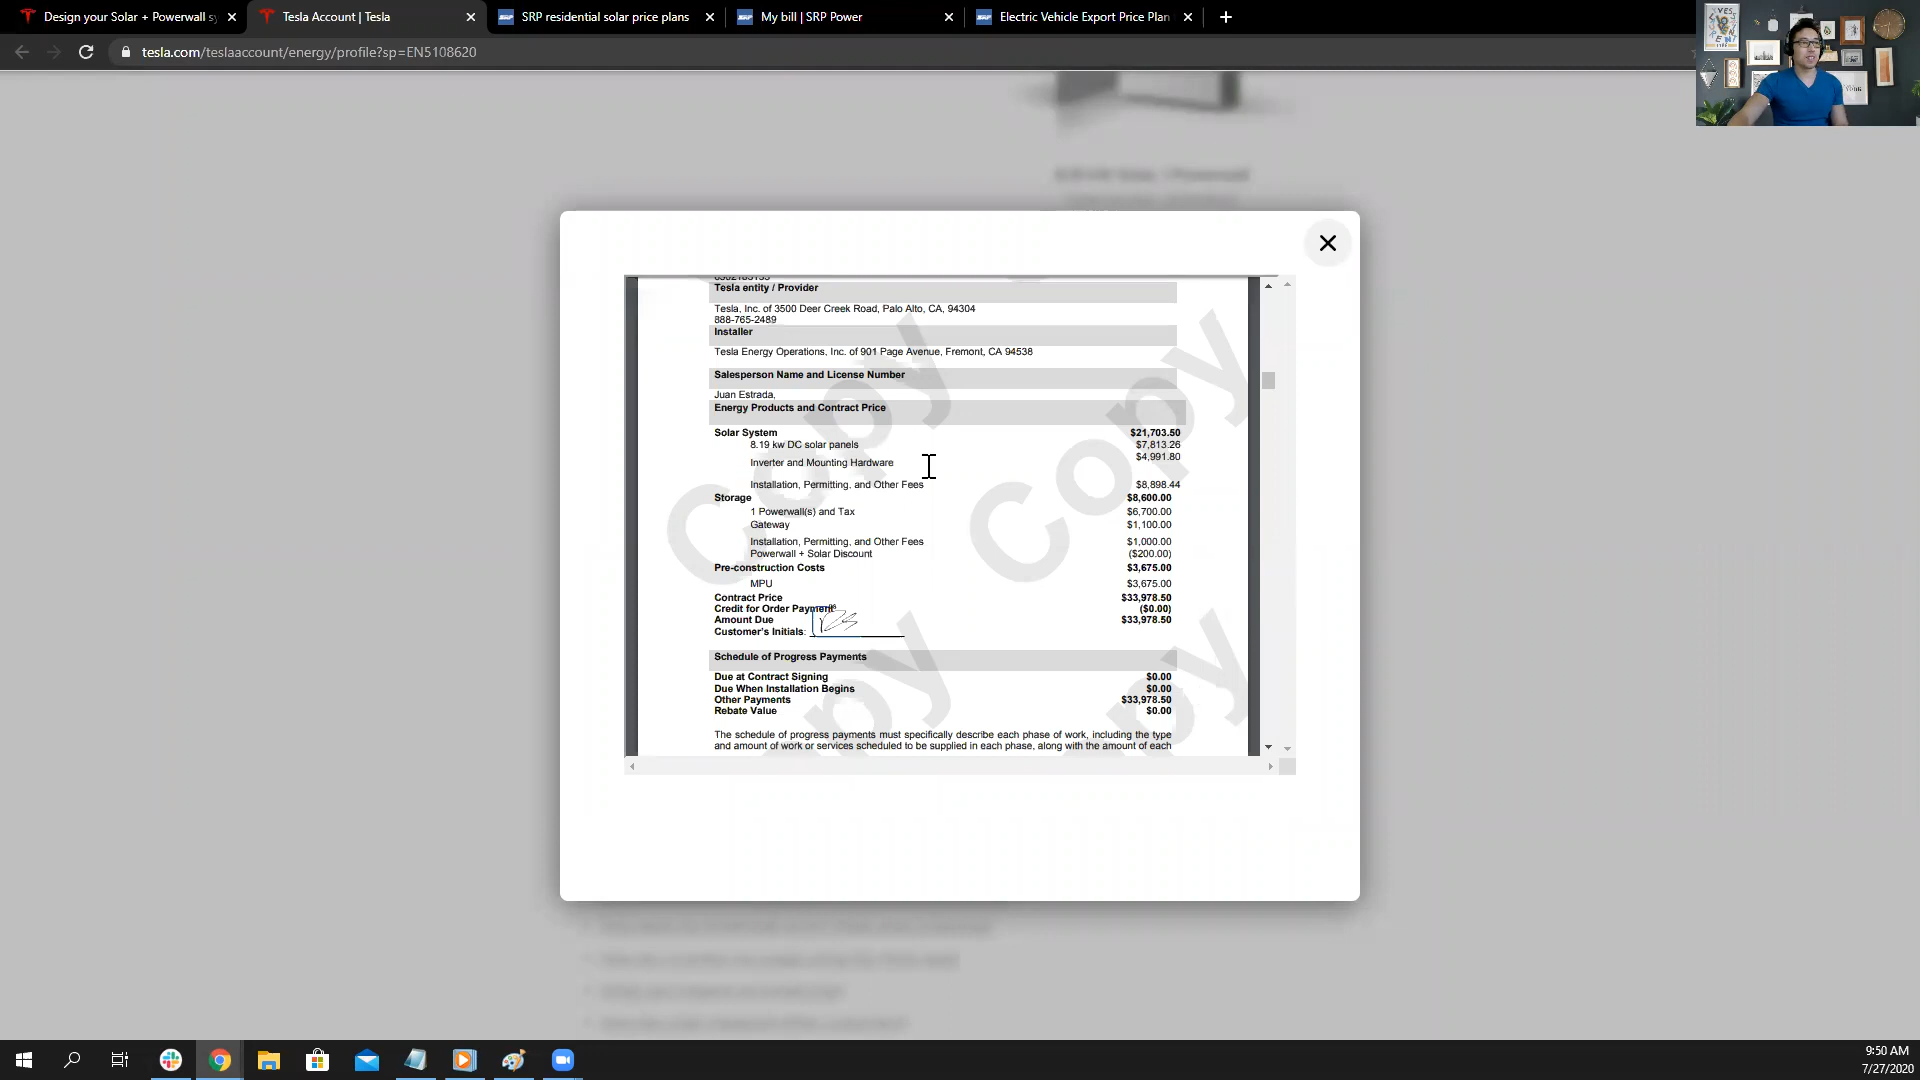 Design your Solar + Powerwall sy
Tesla Account | Tesla
SRP residential solar price plans
My bill | SRP Power
Electric Vehicle Export Price Plan
tesla.com/teslaaccount/energy/profile?sp=EN5108620
Tesla entity / Provider
Tesla, Inc. of 3500 Deer Creek Road, Palo Alto, CA, 94304
888-765-2489
Installer
Tesla Energy Operations, Inc. of 901 Page Avenue, Fremont, CA 94538
Salesperson Name and License Number
Juan Estrada,
Energy Products and Contract Price
Solar System $21,703.50
8.19 kw DC solar panels $7,813.26
Inverter and Mounting Hardware $4,991.80
Installation, Permitting, and Other Fees $8,898.44
Storage $8,600.00
1 Powerwall(s) and Tax $6,700.00
Gateway $1,100.00
Installation, Permitting, and Other Fees $1,000.00
Powerwall + Solar Discount ($200.00)
Pre-construction Costs $3,675.00
MPU $3,675.00
Contract Price $33,978.50
Credit for Order Payment ($0.00)
Amount Due $33,978.50
Customer's Initials:
Schedule of Progress Payments
Due at Contract Signing $0.00
Due When Installation Begins $0.00
Other Payments $33,978.50
Rebate Value $0.00
The schedule of progress payments must specifically describe each phase of work, including the type
and amount of work or services scheduled to be supplied in each phase, along with the amount of each
Copy
Copy
9:50 AM
7/27/2020